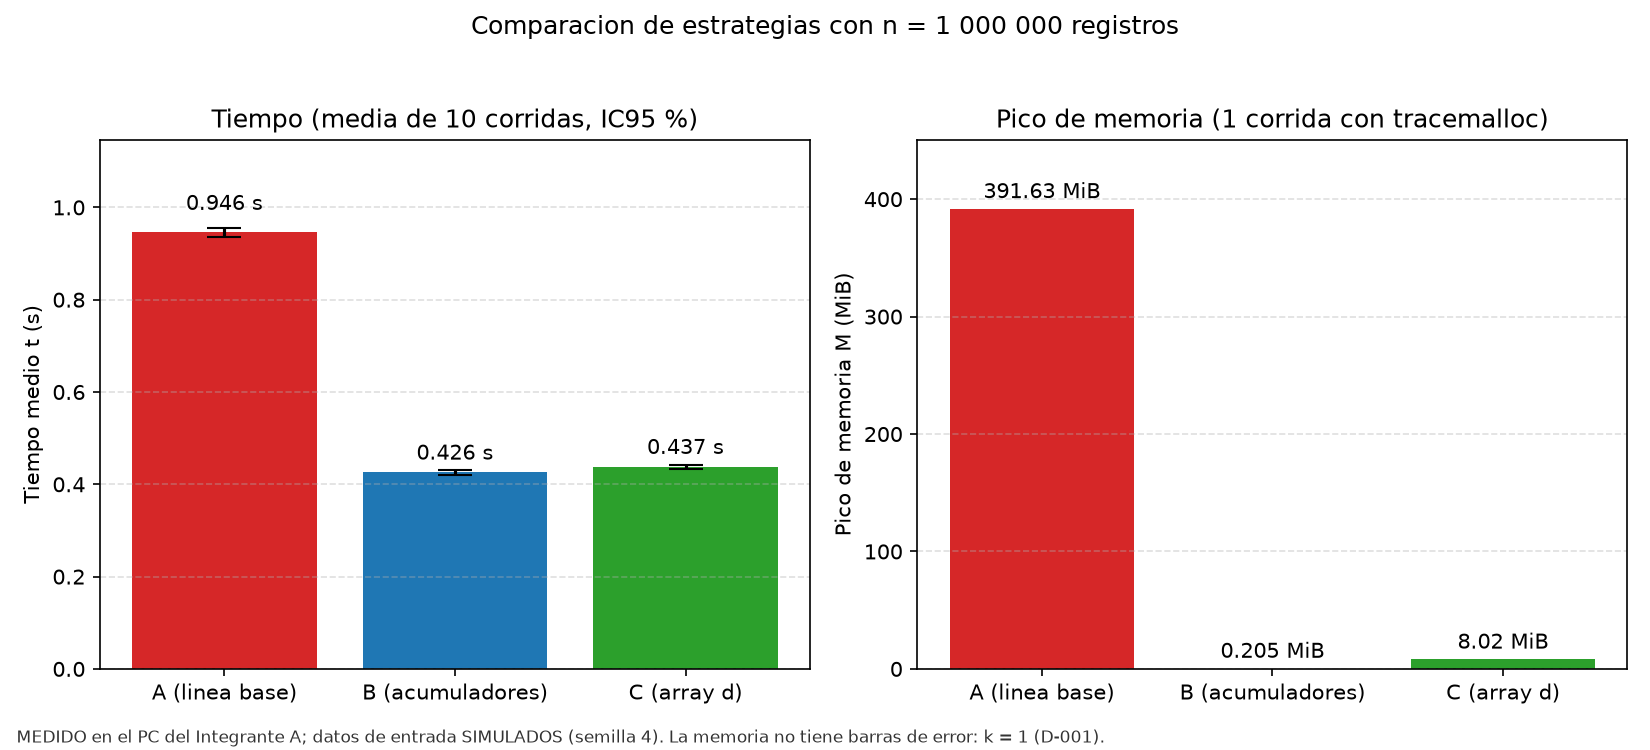 Comparacion de estrategias con n = 1 000 000 registros
Tiempo (media de 10 corridas, IC95 %)
Tiempo medio t (s)
1.0
0.8
0.6
0.4
0.2
0.0
0.946 s
0.426 s
0.437 s
A (linea base)
B (acumuladores)
C (array d)
Pico de memoria (1 corrida con tracemalloc)
Pico de memoria M (MiB)
400
300
200
100
0
391.63 MiB
0.205 MiB
8.02 MiB
A (linea base)
B (acumuladores)
C (array d)
MEDIDO en el PC del Integrante A; datos de entrada SIMULADOS (semilla 4). La memoria no tiene barras de error: k = 1 (D-001).